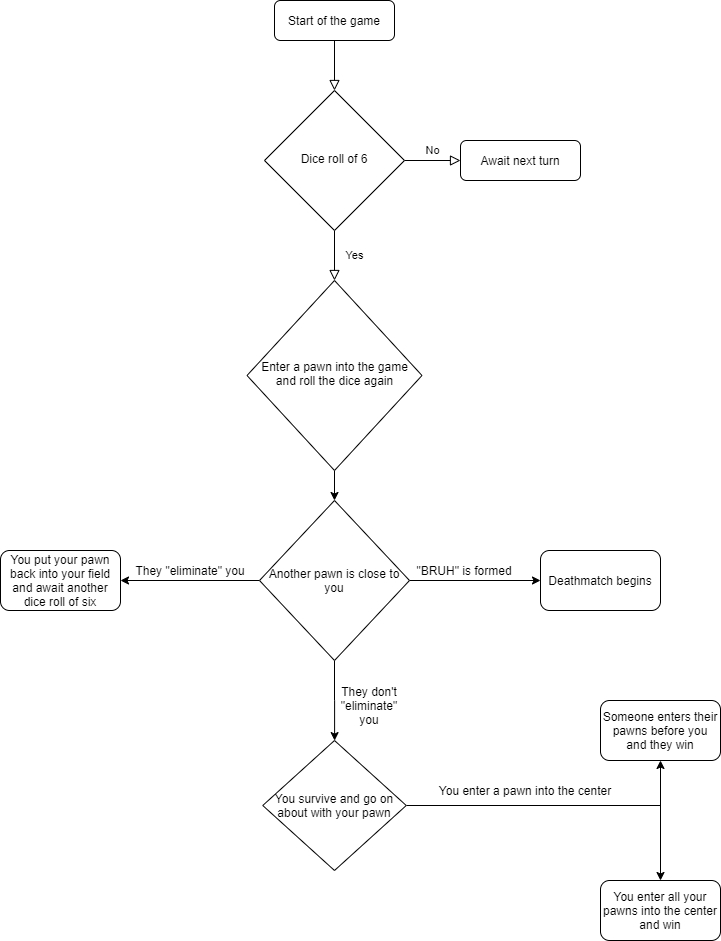 Start of the game
Dice roll of 6
No
Await next turn
Yes
Enter a pawn into the game
and roll the dice again
You put your pawn
back into your field
and await another
dice roll of six
They "eliminate" you
Another pawn is close to
you
"BRUH" is formed
Deathmatch begins
They don't
"eliminate"
you
Someone enters their
pawns before you
and they win
You survive and go on
about with your pawn
You enter a pawn into the center
You enter all your
pawns into the center
and win